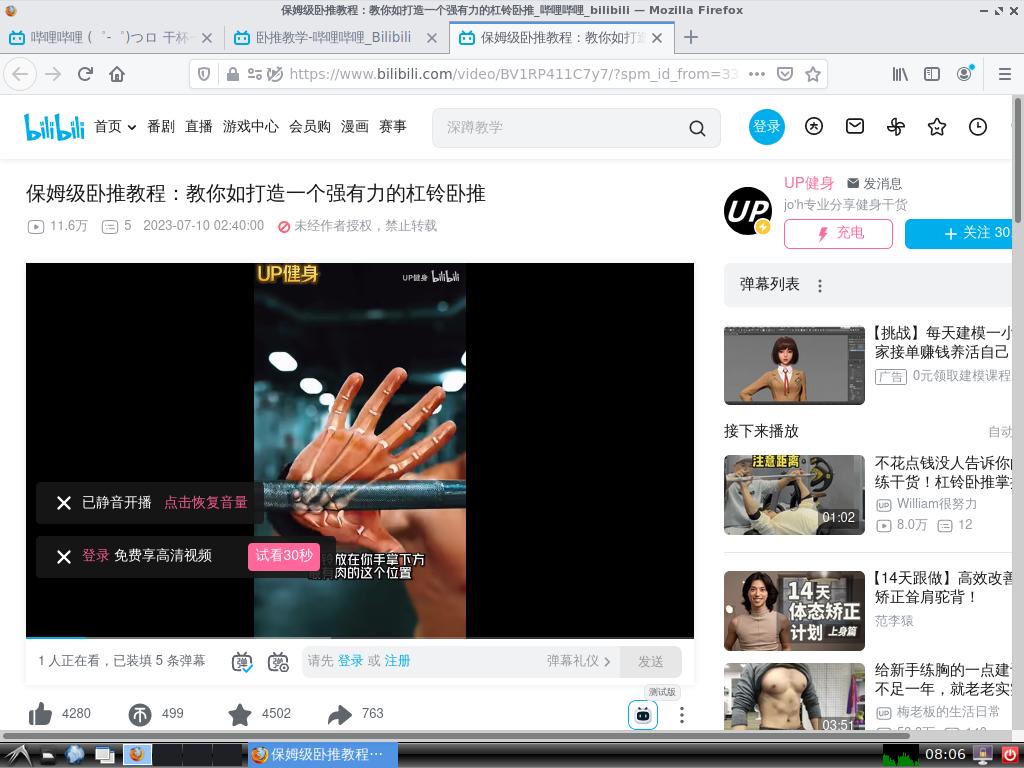 保姆级卧推教程：教你如打造一个强有力的杠铃卧推_哔哩哔哩_bilibili — Mozilla Firefox
哔哩哔哩 (゜-゜)つロ 干杯~
卧推教学-哔哩哔哩_Bilibili
保姆级卧推教程：教你如打造
https://www.bilibili.com/video/BV1RP411C7y7/?spm_id_from=33
bilibili
首页
番剧
直播
游戏中心
会员购
漫画
赛事
深蹲教学
登录
保姆级卧推教程：教你如打造一个强有力的杠铃卧推
11.6万
5
2023-07-10 02:40:00
未经作者授权，禁止转载
UP
UP健身
发消息
jo'h专业分享健身干货
充电
关注 30
UP健身
UP健身 bilibili
已静音开播 点击恢复音量
登录 免费享高清视频
试看30秒
铃放在你手掌下方
最有肉的这个位置
1 人正在看，已装填 5 条弹幕
弹
弹
请先 登录 或 注册
弹幕礼仪
发送
4280
499
4502
763
测试版
弹幕列表
【挑战】每天建模一小
家接单赚钱养活自己
广告
0元领取建模课程
接下来播放
自动
注意距离
01:02
不花点钱没人告诉你
练干货！杠铃卧推掌
UP William很努力
8.0万
12
14天
体态矫正
计划 上身篇
【14天跟做】高效改善
矫正耸肩驼背！
范李猿
03:51
给新手练胸的一点建
不足一年，就老老实
UP 梅老板的生活日常
保姆级卧推教程：…
08:06